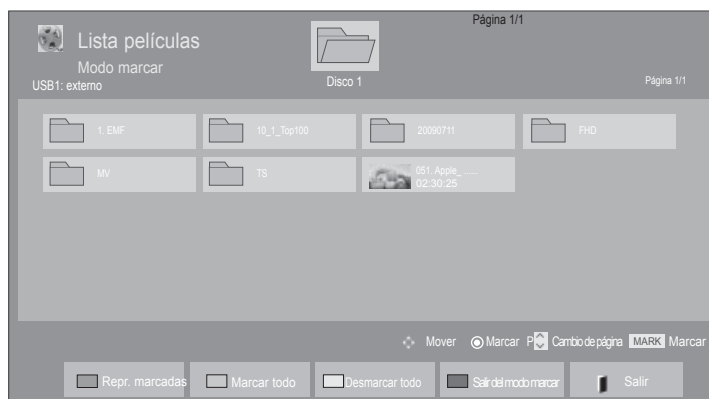 Página 1/1
Lista películas
Modo marcar
USB1: externo
Disco 1
Página 1/1
1. EMF
10_1_Top100
20090711
FHD
MV
TS
051. Apple_ ......
02:30:25
Mover Marcar P Cambio de página MARK Marcar
Repr. marcadas Marcar todo Desmarcar todo Salir del modo marcar Salir